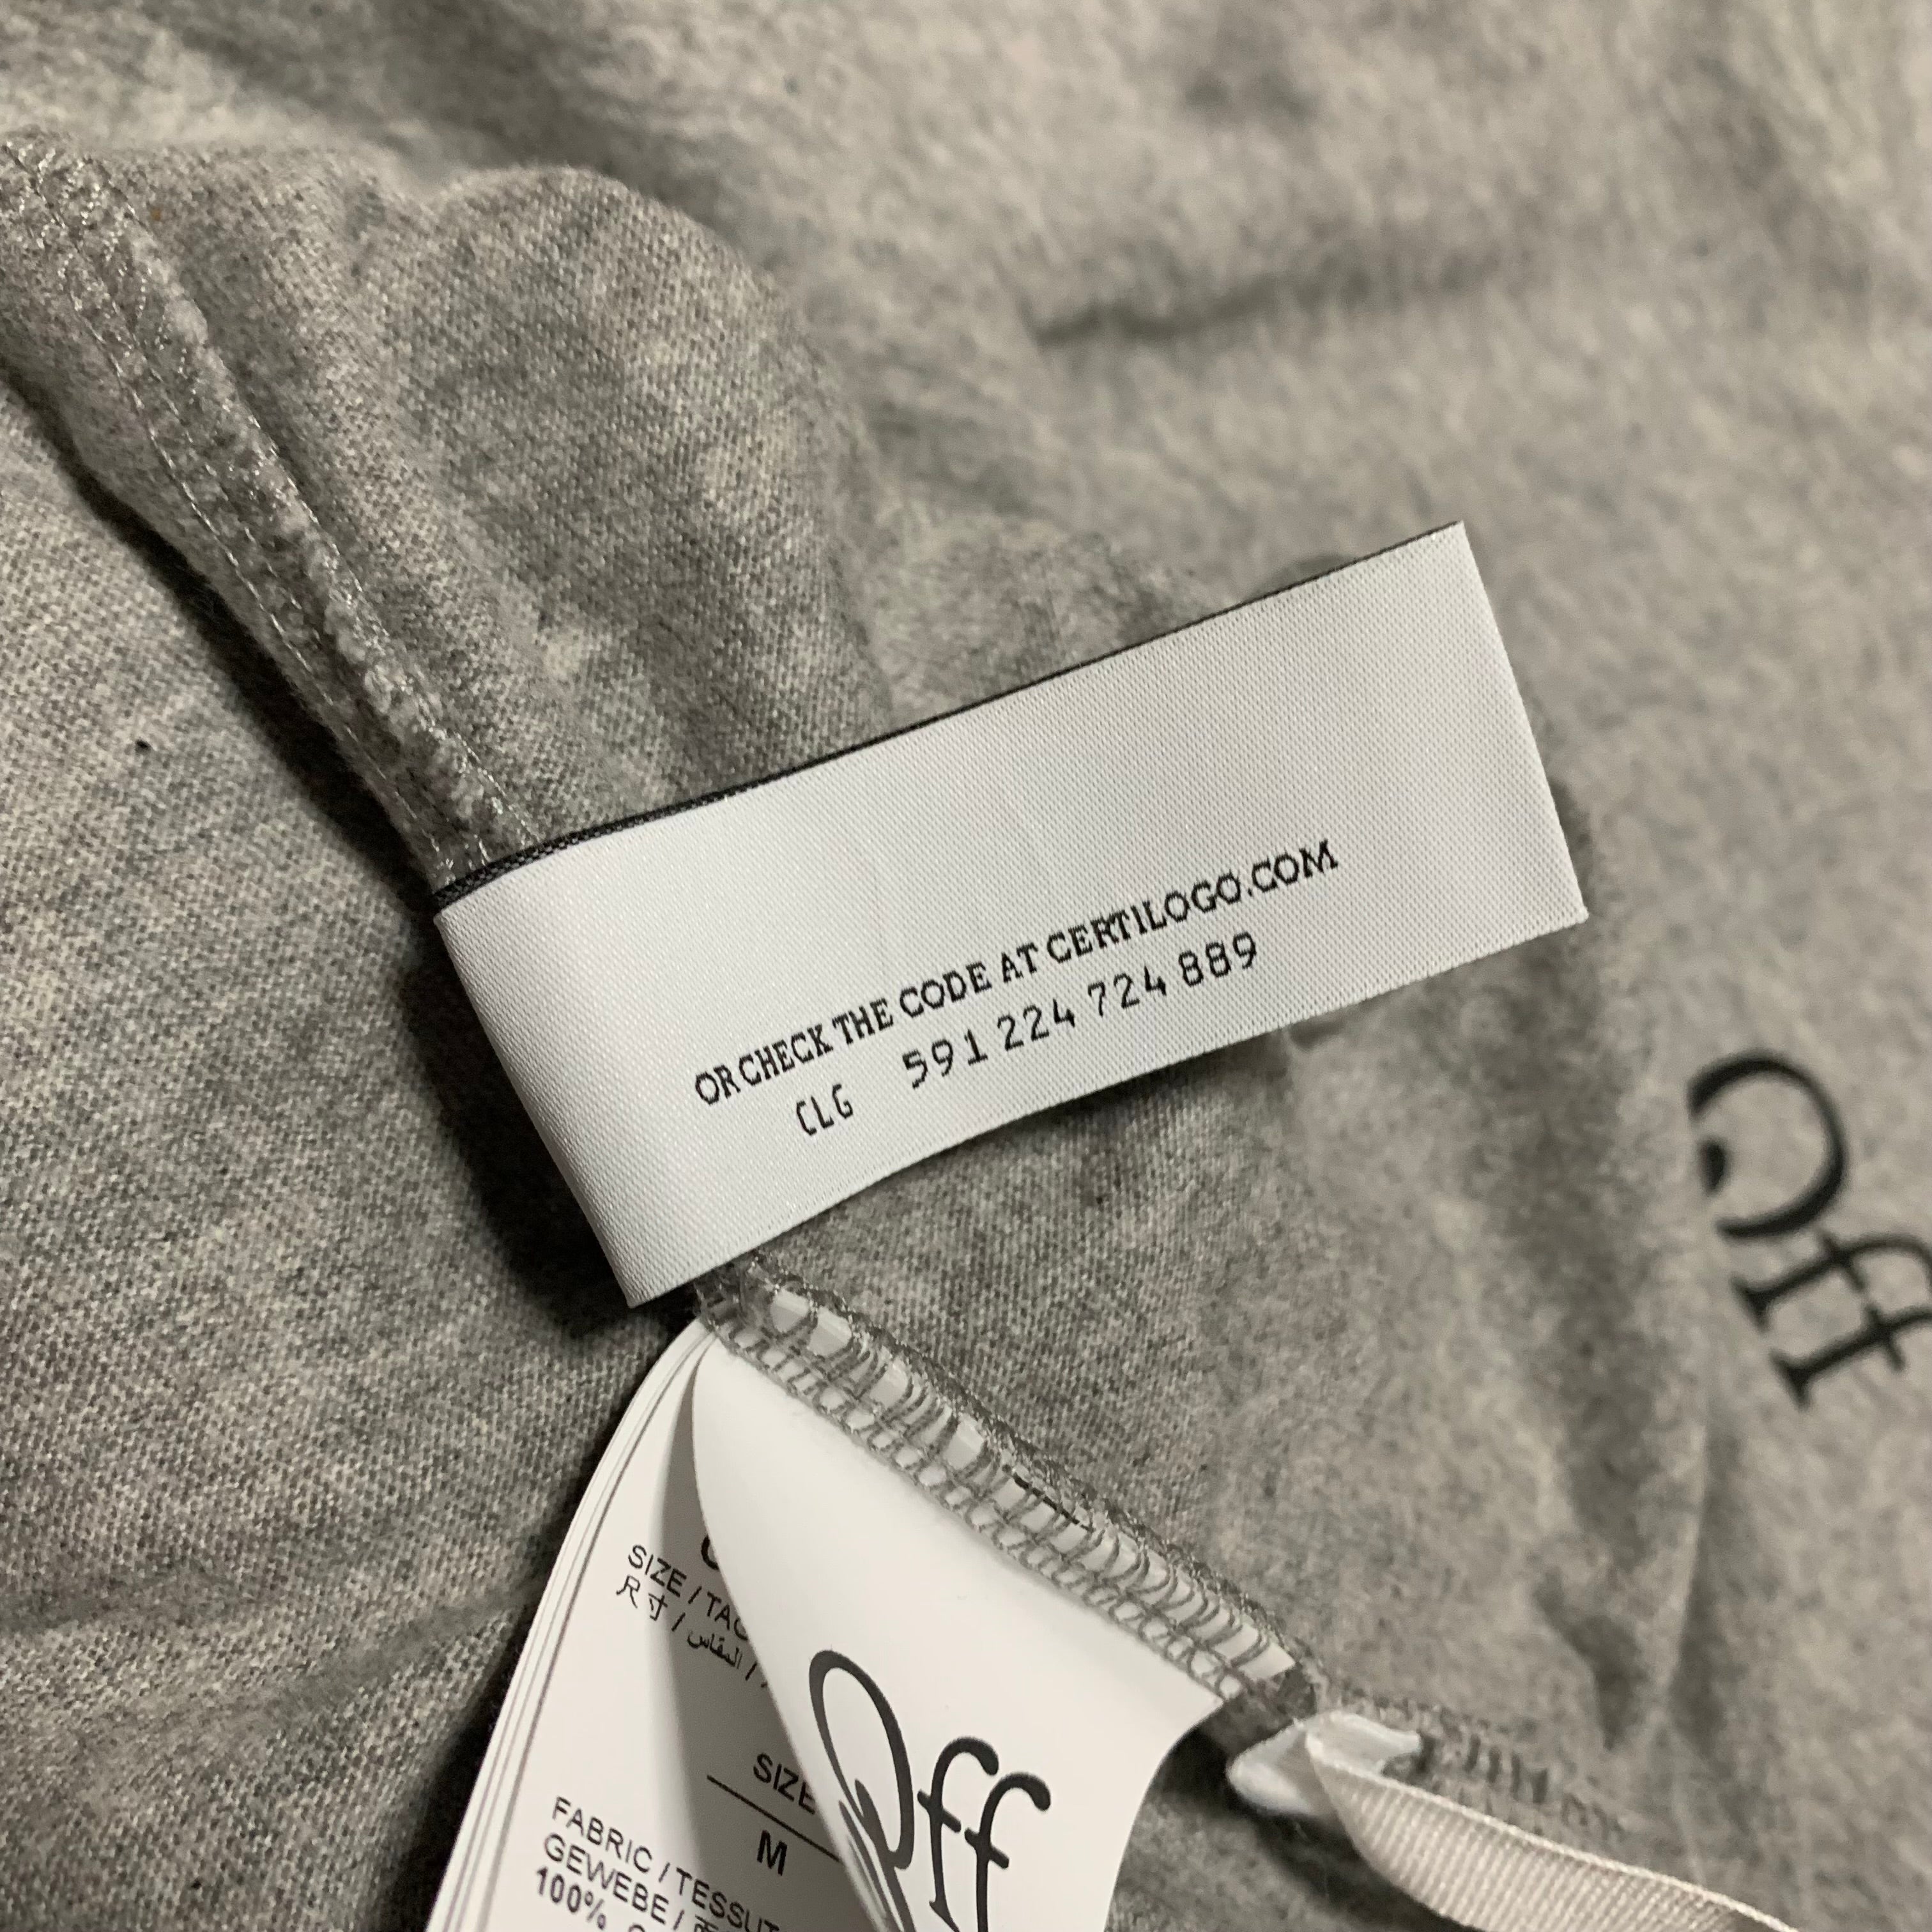 OR CHECK THE CODE AT CERTILOGO.COM
CLG 591 224 724 889
Off
SIZE / TAG
尺寸 / المقاس /
SIZE
M
FABRIC / TESSUT
GEWEBE /
100%
Off